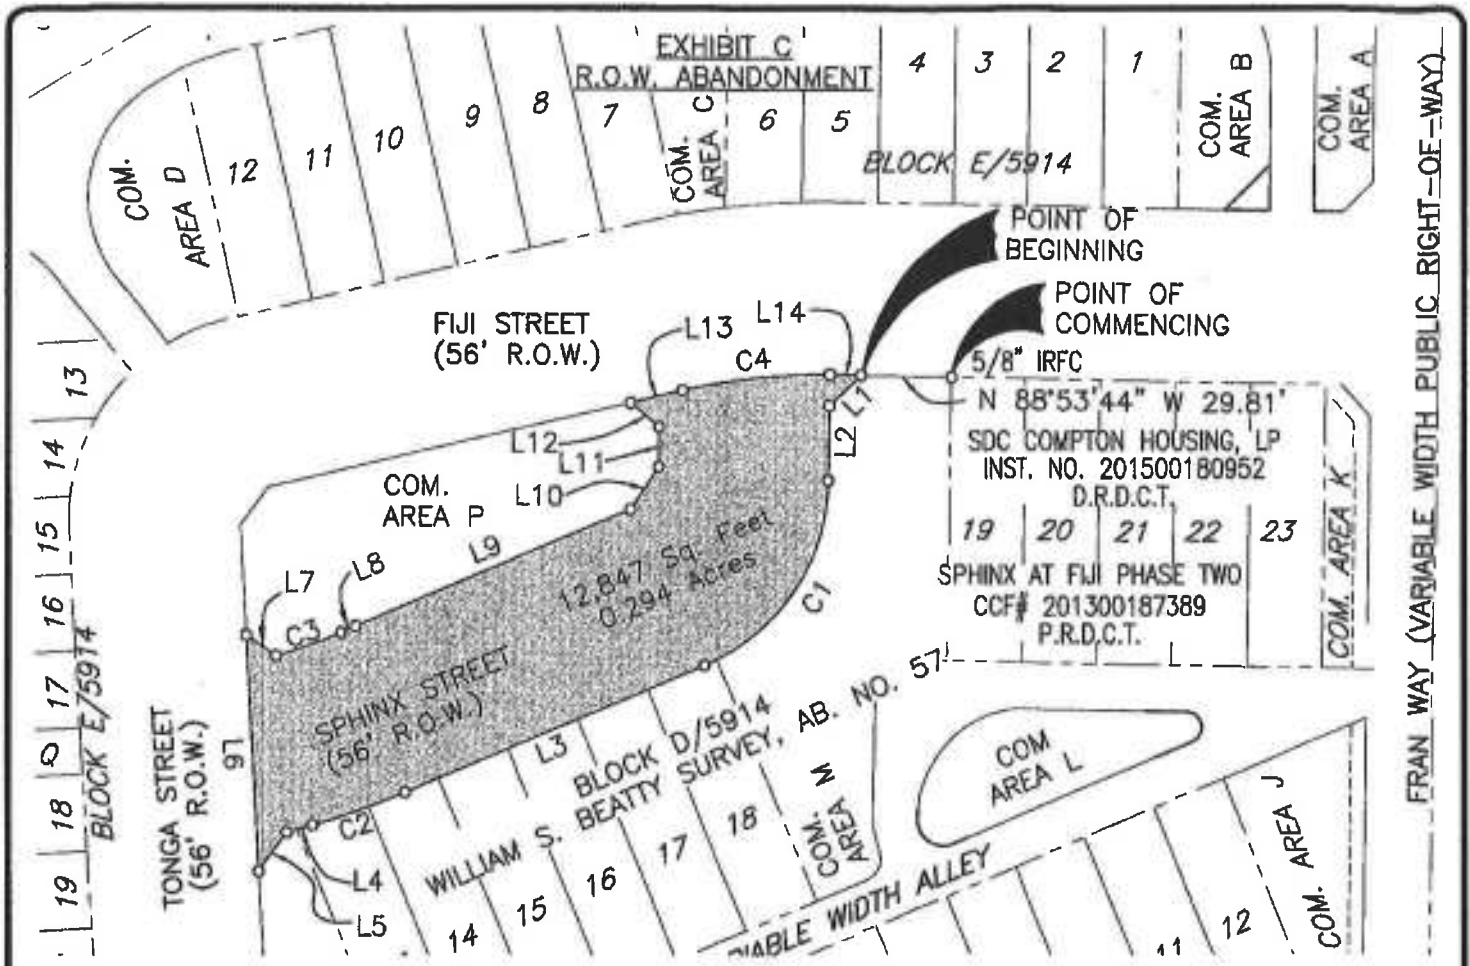 EXHIBIT C
R.O.W. ABANDONMENT
4
3
2
1
COM.
AREA B
COM.
AREA A
COM.
AREA D
12
11
10
9
8
7
COM.
AREA C
6
5
BLOCK E/5914
POINT OF
BEGINNING
POINT OF
COMMENCING
5/8" IRFC
FIJI STREET
(56' R.O.W.)
L13
L14
C4
L1
L2
N 88°53'44" W 29.81'
SDC COMPTON HOUSING, LP
INST. NO. 201500180952
D.R.D.C.T.
19
20
21
22
23
SPHINX AT FIJI PHASE TWO
CCF# 201300187389
P.R.D.C.T.
COM. AREA K
FRAN WAY (VARIABLE WIDTH PUBLIC RIGHT-OF-WAY)
13
14
15
16
17
18
19
BLOCK E/5914
L12
L11
L10
COM.
AREA P
L9
L8
L7
C3
12,847 Sq. Feet
0.294 Acres
C1
SPHINX STREET
(56' R.O.W.)
TONGA STREET
(56' R.O.W.)
L6
C2
L4
L5
L3
BLOCK D/5914
WILLIAM S. BEATTY SURVEY, AB. NO. 57
14
15
16
17
18
COM.
AREA M
COM
AREA L
IABLE WIDTH ALLEY
11
12
COM. AREA J